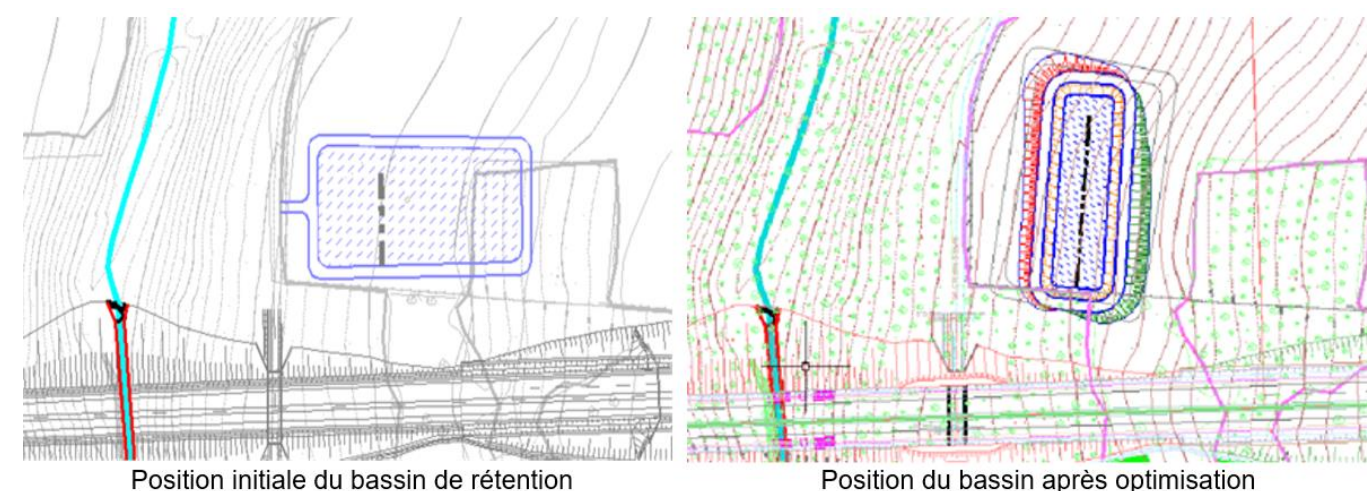 Position initiale du bassin de rétention
Position du bassin après optimisation